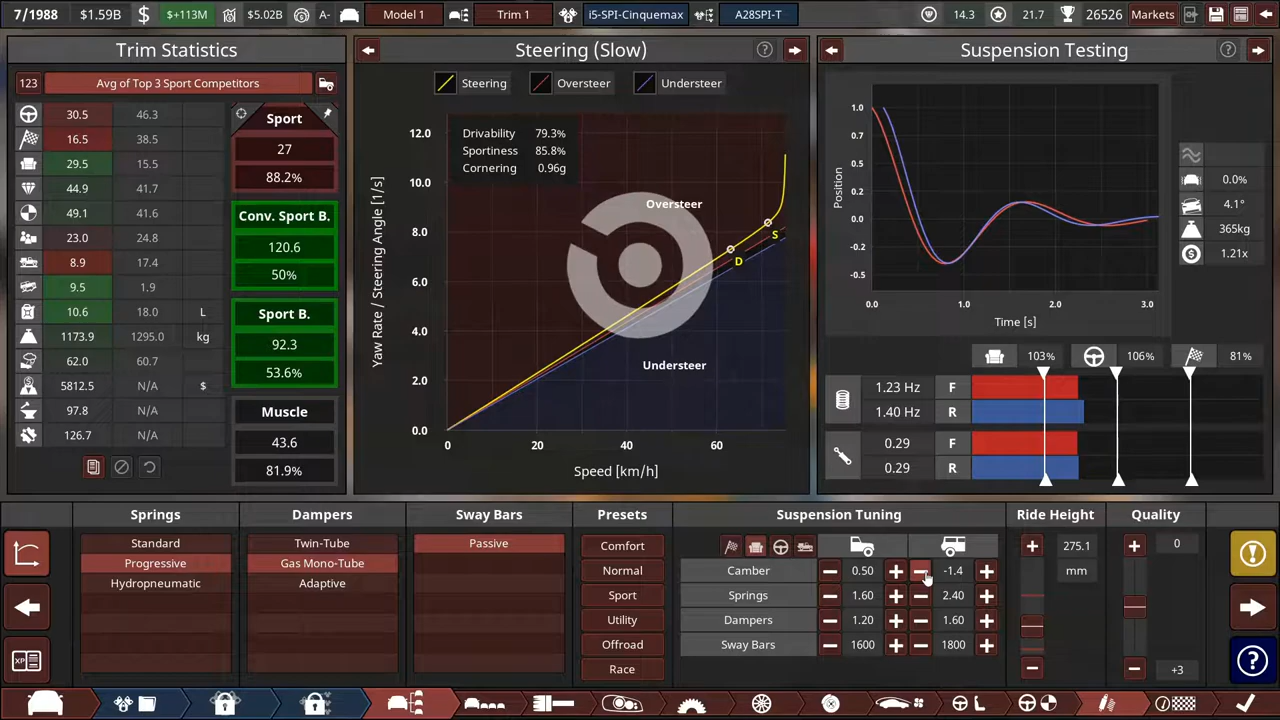 7/1988 $1.59B $+113M $5.02B A- Model 1 Trim 1 i5-SPI-Cinquemax A28SPI-T 14.3 21.7 26526 Markets
Trim Statistics
123 Avg of Top 3 Sport Competitors
30.5 46.3
16.5 38.5
29.5 15.5
44.9 41.7
49.1 41.6
23.0 24.8
8.9 17.4
9.5 1.9
10.6 18.0 L
1173.9 1295.0 kg
62.0 60.7
5812.5 N/A $
97.8 N/A
126.7 N/A
Sport
27
88.2%
Conv. Sport B.
120.6
50%
Sport B.
92.3
53.6%
Muscle
43.6
81.9%
Steering (Slow) ?
Steering Oversteer Understeer
Drivability 79.3%
Sportiness 85.8%
Cornering 0.96g
Yaw Rate / Steering Angle [1/s]
12.0
10.0
8.0
6.0
4.0
2.0
0.0
Oversteer
S
D
Understeer
0 20 40 60
Speed [km/h]
Suspension Testing ?
Position
1.0
0.7
0.5
0.2
0.0
-0.2
-0.5
0.0 1.0 2.0 3.0
Time [s]
0.0%
4.1°
365kg
$ 1.21x
103% 106% 81%
1.23 Hz F
1.40 Hz R
0.29 F
0.29 R
Springs
Standard
Progressive
Hydropneumatic
Dampers
Twin-Tube
Gas Mono-Tube
Adaptive
Sway Bars
Passive
Presets
Comfort
Normal
Sport
Utility
Offroad
Race
Suspension Tuning
Camber 0.50 -1.4
Springs 1.60 2.40
Dampers 1.20 1.60
Sway Bars 1600 1800
Ride Height
275.1
mm
Quality
0
+3
XP
!
?